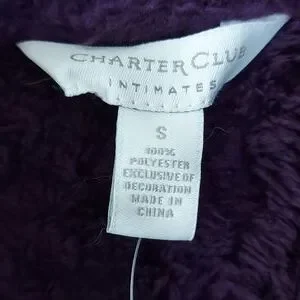 CHARTER CLUB
INTIMATES
S
100%
POLYESTER
EXCLUSIVE OF
DECORATION
MADE IN
CHINA